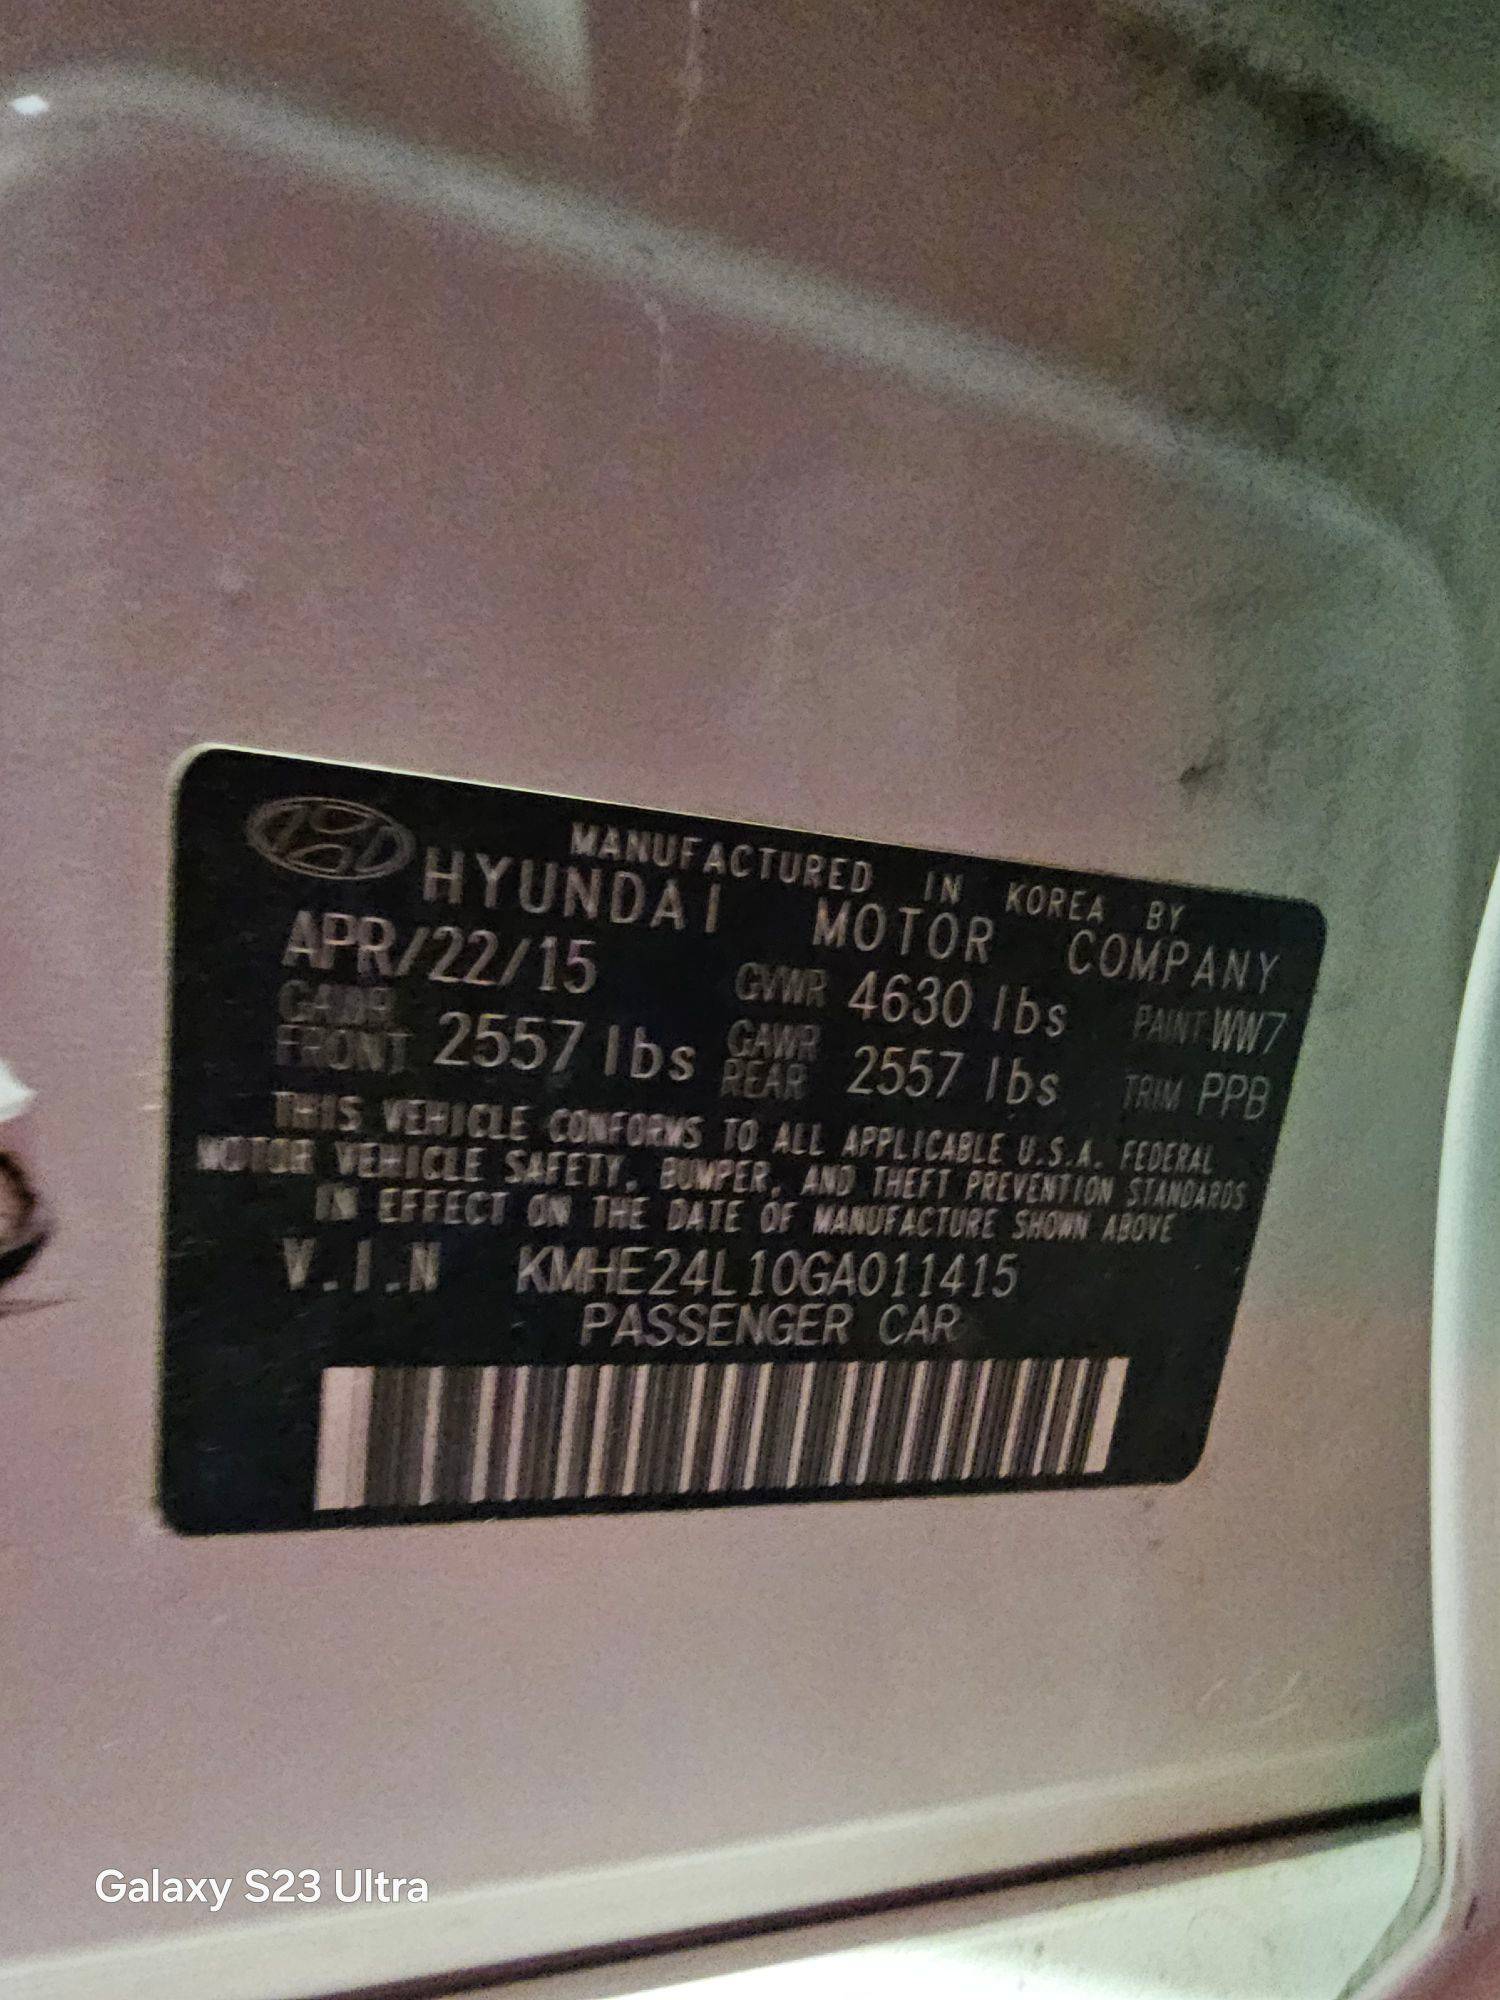 MANUFACTURED IN KOREA BY
HYUNDAI MOTOR COMPANY
APR/22/15 GVWR 4630 lbs PAINT WW7
GAWR FRONT 2557 lbs GAWR REAR 2557 lbs TRIM PPB
THIS VEHICLE CONFORMS TO ALL APPLICABLE U.S.A. FEDERAL
MOTOR VEHICLE SAFETY, BUMPER, AND THEFT PREVENTION STANDARDS
IN EFFECT ON THE DATE OF MANUFACTURE SHOWN ABOVE
V.I.N KMHE24L10GA011415
PASSENGER CAR
Galaxy S23 Ultra